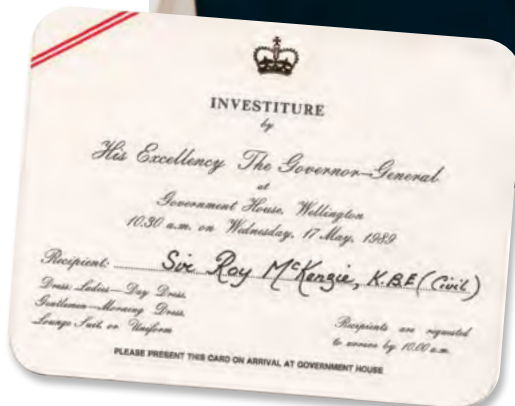 INVESTITURE
by
His Excellency The Governor-General
at
Government House, Wellington
10.30 a.m. on Wednesday, 17 May, 1989
Recipient: Sir Roy McKenzie, K.B.E (Civil)
Dress: Ladies—Day Dress
Gentlemen—Morning Dress,
Lounge Suit or Uniform
Recipients are requested
to arrive by 10.00 a.m.
PLEASE PRESENT THIS CARD ON ARRIVAL AT GOVERNMENT HOUSE